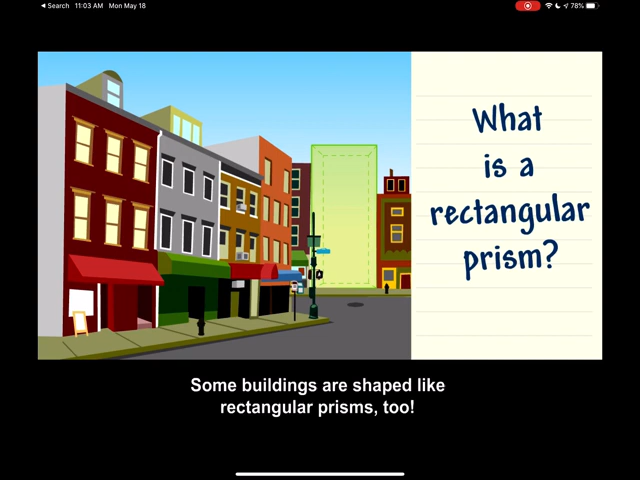 Search 11:03 AM Mon May 18
78%
What
is a
rectangular
prism?
Some buildings are shaped like
rectangular prisms, too!